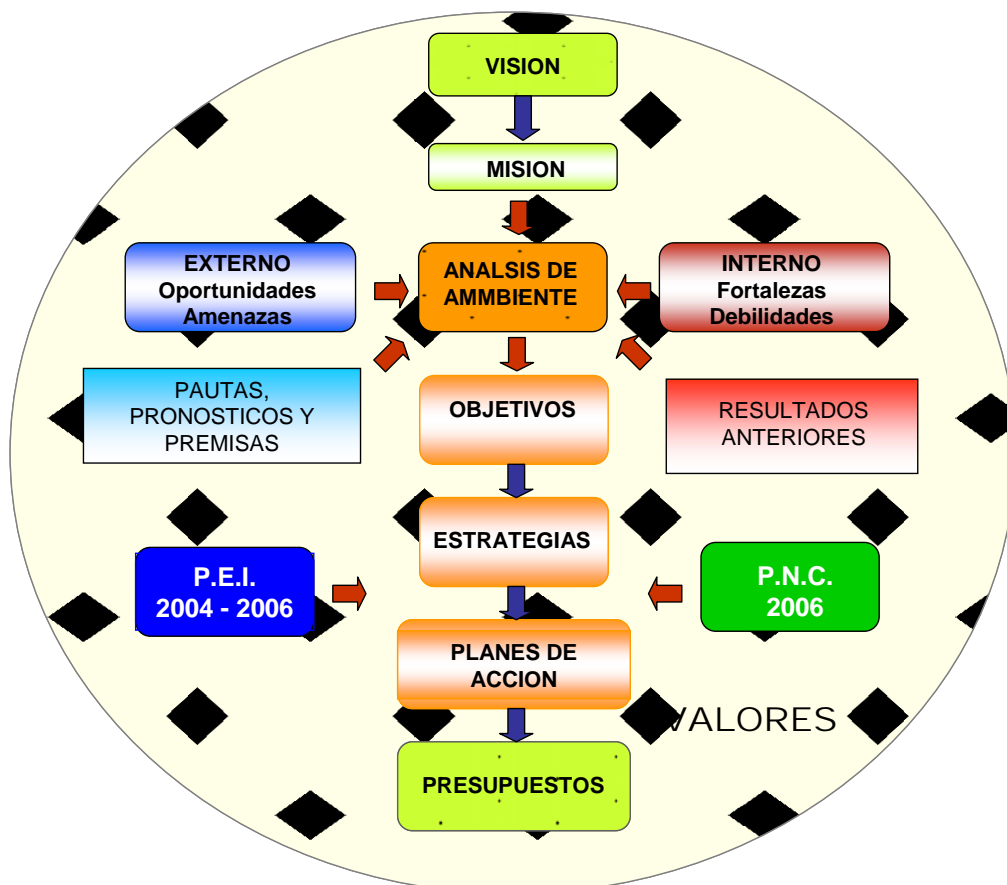 VISION
MISION
EXTERNO
Oportunidades
Amenazas
ANALSIS DE
AMMBIENTE
INTERNO
Fortalezas
Debilidades
PAUTAS,
PRONOSTICOS Y
PREMISAS
OBJETIVOS
RESULTADOS
ANTERIORES
ESTRATEGIAS
P.E.I.
2004 - 2006
P.N.C.
2006
PLANES DE
ACCION
VALORES
PRESUPUESTOS